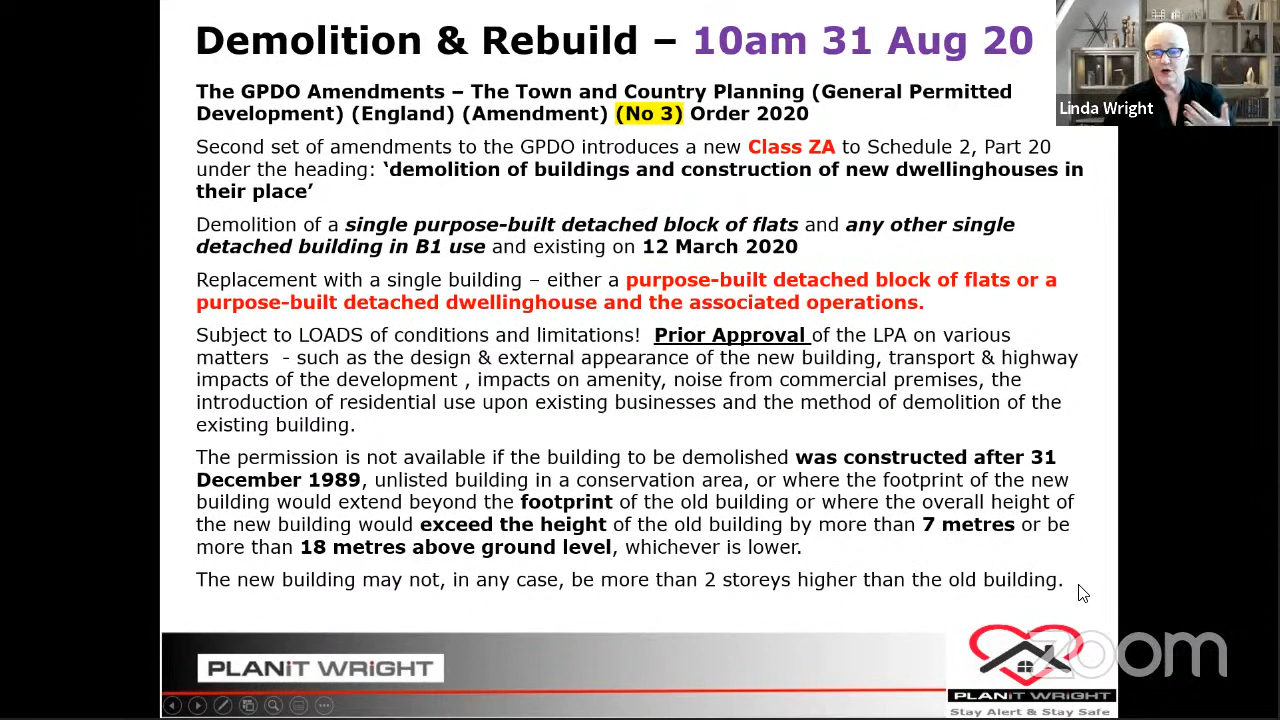 Demolition & Rebuild – 10am 31 Aug 20
Linda Wright
The GPDO Amendments – The Town and Country Planning (General Permitted
Development) (England) (Amendment) (No 3) Order 2020
Second set of amendments to the GPDO introduces a new Class ZA to Schedule 2, Part 20
under the heading: ‘demolition of buildings and construction of new dwellinghouses in
their place’
Demolition of a single purpose-built detached block of flats and any other single
detached building in B1 use and existing on 12 March 2020
Replacement with a single building – either a purpose-built detached block of flats or a
purpose-built detached dwellinghouse and the associated operations.
Subject to LOADS of conditions and limitations! Prior Approval of the LPA on various
matters - such as the design & external appearance of the new building, transport & highway
impacts of the development , impacts on amenity, noise from commercial premises, the
introduction of residential use upon existing businesses and the method of demolition of the
existing building.
The permission is not available if the building to be demolished was constructed after 31
December 1989, unlisted building in a conservation area, or where the footprint of the new
building would extend beyond the footprint of the old building or where the overall height of
the new building would exceed the height of the old building by more than 7 metres or be
more than 18 metres above ground level, whichever is lower.
The new building may not, in any case, be more than 2 storeys higher than the old building.
PLANiT WRiGHT
zoom
PLANiT WRiGHT
Stay Alert & Stay Safe